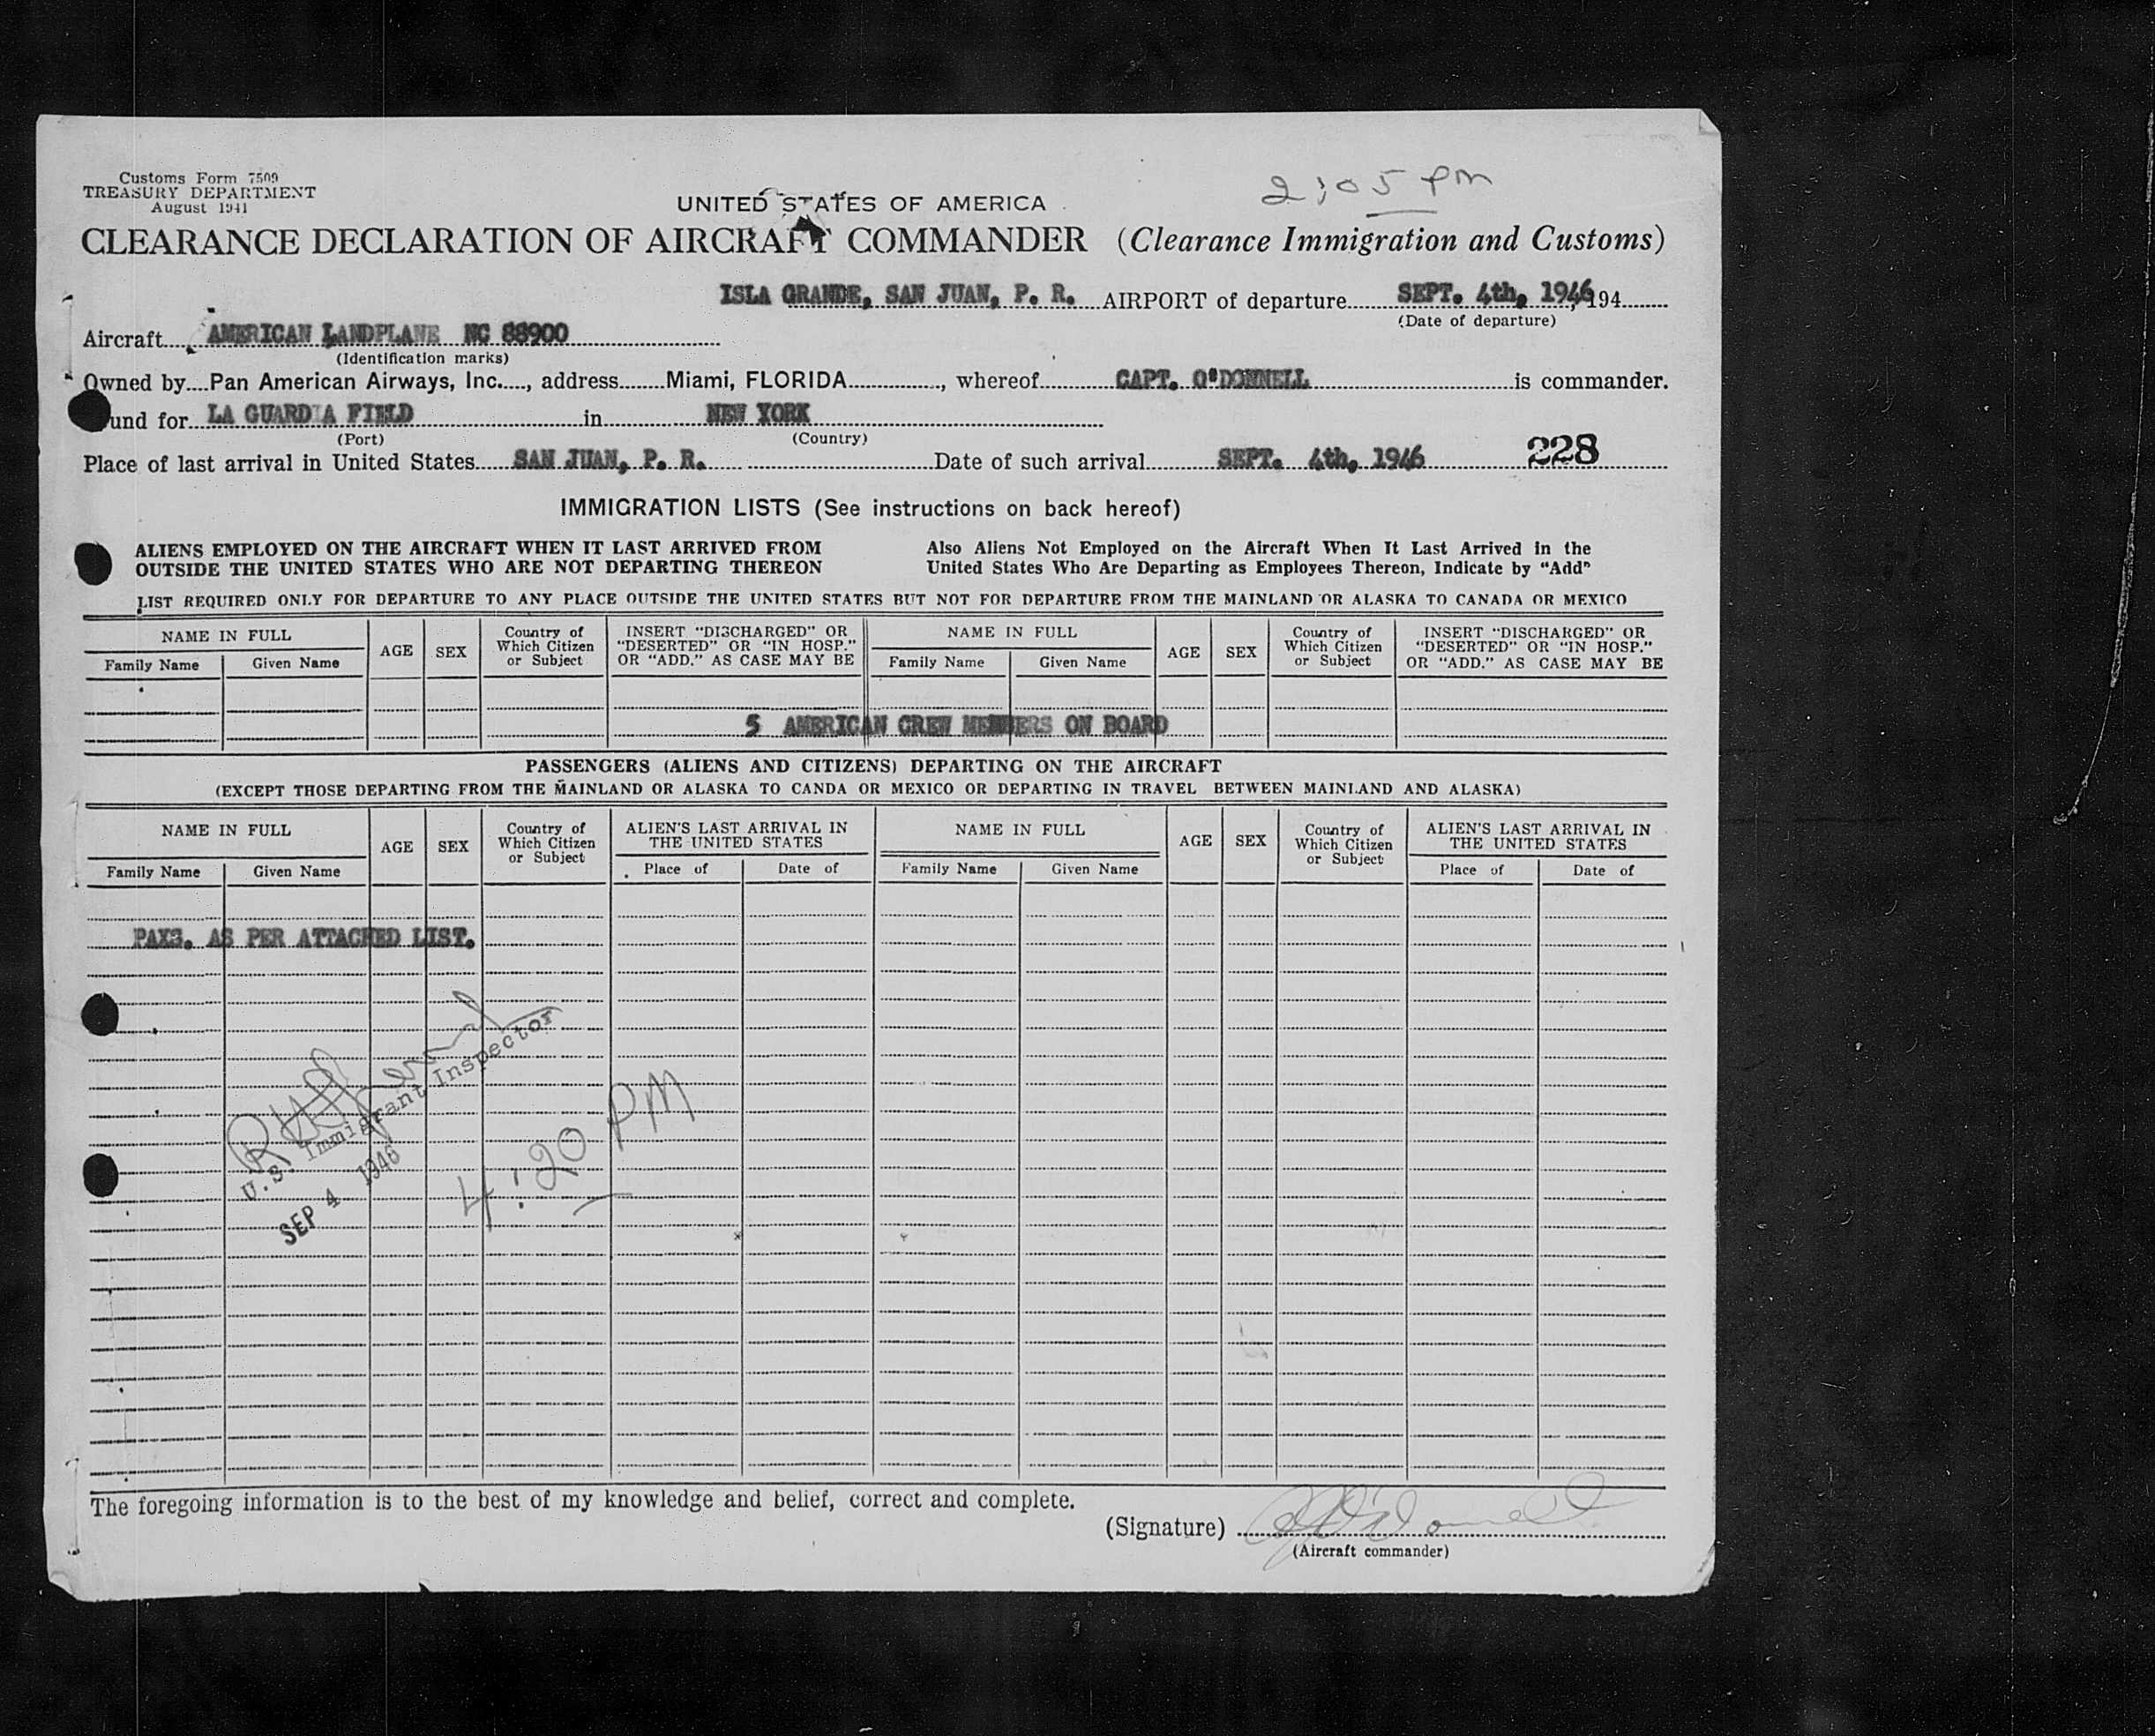 Customs Form 7509
TREASURY DEPARTMENT
August 1941
2:05 PM
UNITED STATES OF AMERICA
CLEARANCE DECLARATION OF AIRCRAFT COMMANDER (Clearance Immigration and Customs)
ISLA GRANDE, SAN JUAN, P. R. AIRPORT of departure SEPT. 4th, 1946, 194
(Date of departure)
Aircraft AMERICAN LANDPLANE NC 88900
(Identification marks)
Owned by Pan American Airways, Inc., address Miami, FLORIDA, whereof CAPT. O'DONNELL is commander.
und for LA GUARDIA FIELD in NEW YORK
(Port) (Country)
Place of last arrival in United States SAN JUAN, P. R. Date of such arrival SEPT. 4th, 1946 228
IMMIGRATION LISTS (See instructions on back hereof)
ALIENS EMPLOYED ON THE AIRCRAFT WHEN IT LAST ARRIVED FROM
OUTSIDE THE UNITED STATES WHO ARE NOT DEPARTING THEREON
Also Aliens Not Employed on the Aircraft When It Last Arrived in the
United States Who Are Departing as Employees Thereon, Indicate by "Add"
LIST REQUIRED ONLY FOR DEPARTURE TO ANY PLACE OUTSIDE THE UNITED STATES BUT NOT FOR DEPARTURE FROM THE MAINLAND OR ALASKA TO CANADA OR MEXICO
NAME IN FULL
Family Name Given Name
AGE
SEX
Country of
Which Citizen
or Subject
INSERT "DISCHARGED" OR
"DESERTED" OR "IN HOSP."
OR "ADD." AS CASE MAY BE
NAME IN FULL
Family Name Given Name
AGE
SEX
Country of
Which Citizen
or Subject
INSERT "DISCHARGED" OR
"DESERTED" OR "IN HOSP."
OR "ADD." AS CASE MAY BE
5 AMERICAN CREW MEMBERS ON BOARD
PASSENGERS (ALIENS AND CITIZENS) DEPARTING ON THE AIRCRAFT
(EXCEPT THOSE DEPARTING FROM THE MAINLAND OR ALASKA TO CANDA OR MEXICO OR DEPARTING IN TRAVEL BETWEEN MAINLAND AND ALASKA)
NAME IN FULL
Family Name Given Name
AGE
SEX
Country of
Which Citizen
or Subject
ALIEN'S LAST ARRIVAL IN
THE UNITED STATES
Place of Date of
NAME IN FULL
Family Name Given Name
AGE
SEX
Country of
Which Citizen
or Subject
ALIEN'S LAST ARRIVAL IN
THE UNITED STATES
Place of Date of
PAXS. AS PER ATTACHED LIST.
U.S. Immigrant Inspector
SEP 4 1946
4:20 PM
The foregoing information is to the best of my knowledge and belief, correct and complete.
(Signature) O'Donnell
(Aircraft commander)